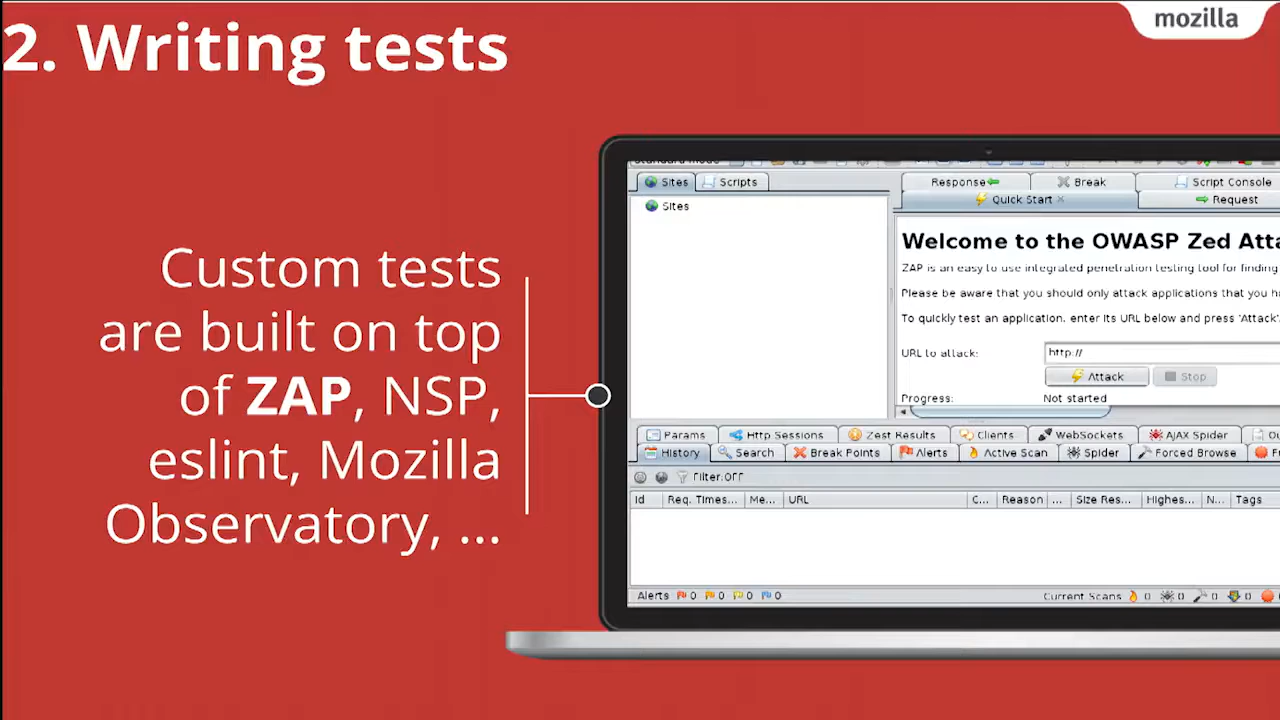 2. Writing tests
mozilla
Custom tests
are built on top
of ZAP, NSP,
eslint, Mozilla
Observatory, ...
Sites
Scripts
Sites
Response
Break
Script Console
Quick Start
Request
Welcome to the OWASP Zed Atta
ZAP is an easy to use integrated penetration testing tool for finding
Please be aware that you should only attack applications that you ha
To quickly test an application, enter its URL below and press 'Attack'.
URL to attack:
http://
Attack
Stop
Progress:
Not started
Params
Http Sessions
Zest Results
Clients
WebSockets
AJAX Spider
History
Search
Break Points
Alerts
Active Scan
Spider
Forced Browse
Filter:OFF
Id
Req. Times...
Me...
URL
C...
Reason
...
Size Res...
Highes...
N...
Tags
Alerts 0 0 0 0
Current Scans 0 0 0 0